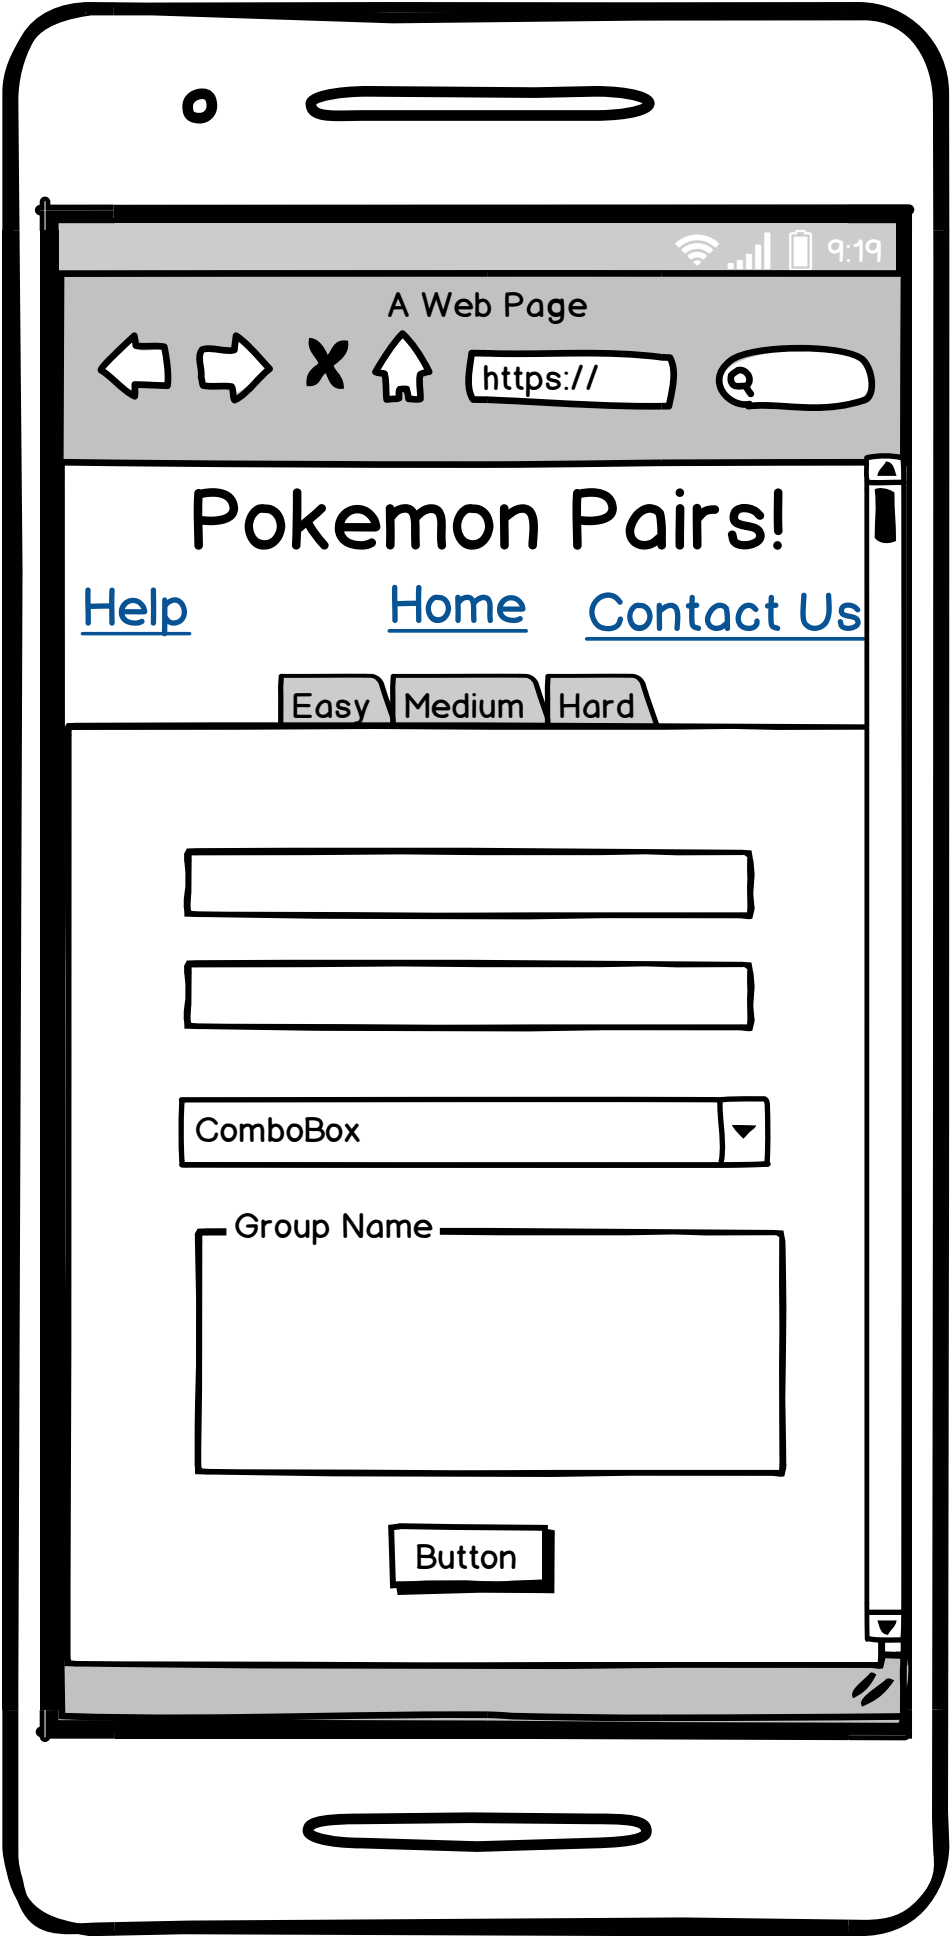 9:19
A Web Page
https://
Pokemon Pairs!
Help Home Contact Us
Easy Medium Hard
ComboBox
Group Name
Button